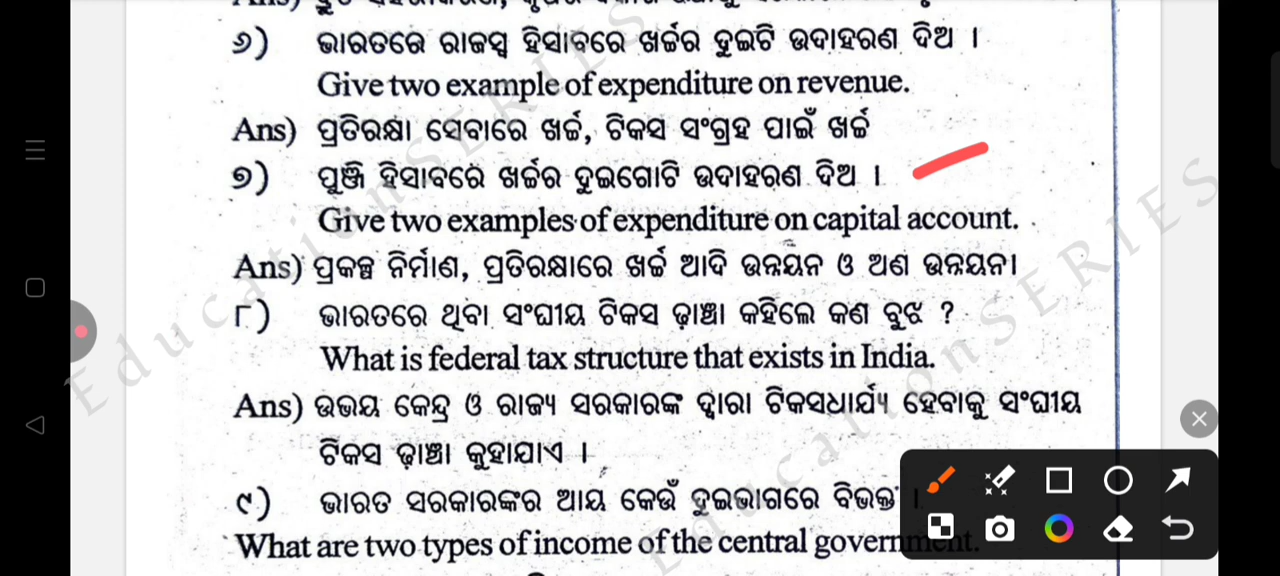 ୬) ଭାରତରେ ରାଜସ୍ୱ ହିସାବରେ ଖର୍ଚ୍ଚର ଦୁଇଟି ଉଦାହରଣ ଦିଅ ।
Give two example of expenditure on revenue.
Ans) ପ୍ରତିରକ୍ଷା ସେବାରେ ଖର୍ଚ୍ଚ, ଟିକସ ସଂଗ୍ରହ ପାଇଁ ଖର୍ଚ୍ଚ
୭) ପୁଞ୍ଜି ହିସାବରେ ଖର୍ଚ୍ଚର ଦୁଇଗୋଟି ଉଦାହରଣ ଦିଅ ।
Give two examples of expenditure on capital account.
Ans) ପ୍ରକଳ୍ପ ନିର୍ମାଣ, ପ୍ରତିରକ୍ଷାରେ ଖର୍ଚ୍ଚ ଆଦି ଉନ୍ନୟନ ଓ ଅଣ ଉନ୍ନୟନ।
୮) ଭାରତରେ ଥିବା ସଂଘୀୟ ଟିକସ ଢ଼ାଞ୍ଚା କହିଲେ କଣ ବୁଝ ?
What is federal tax structure that exists in India.
Ans) ଉଭୟ କେନ୍ଦ୍ର ଓ ରାଜ୍ୟ ସରକାରଙ୍କ ଦ୍ୱାରା ଟିକସଧାର୍ଯ୍ୟ ହେବାକୁ ସଂଘୀୟ
ଟିକସ ଢ଼ାଞ୍ଚା କୁହାଯାଏ ।
୯) ଭାରତ ସରକାରଙ୍କର ଆୟ କେଉଁ ଦୁଇଭାଗରେ ବିଭକ୍ତ ।
What are two types of income of the central government.
Education SERIES
Education SERIES